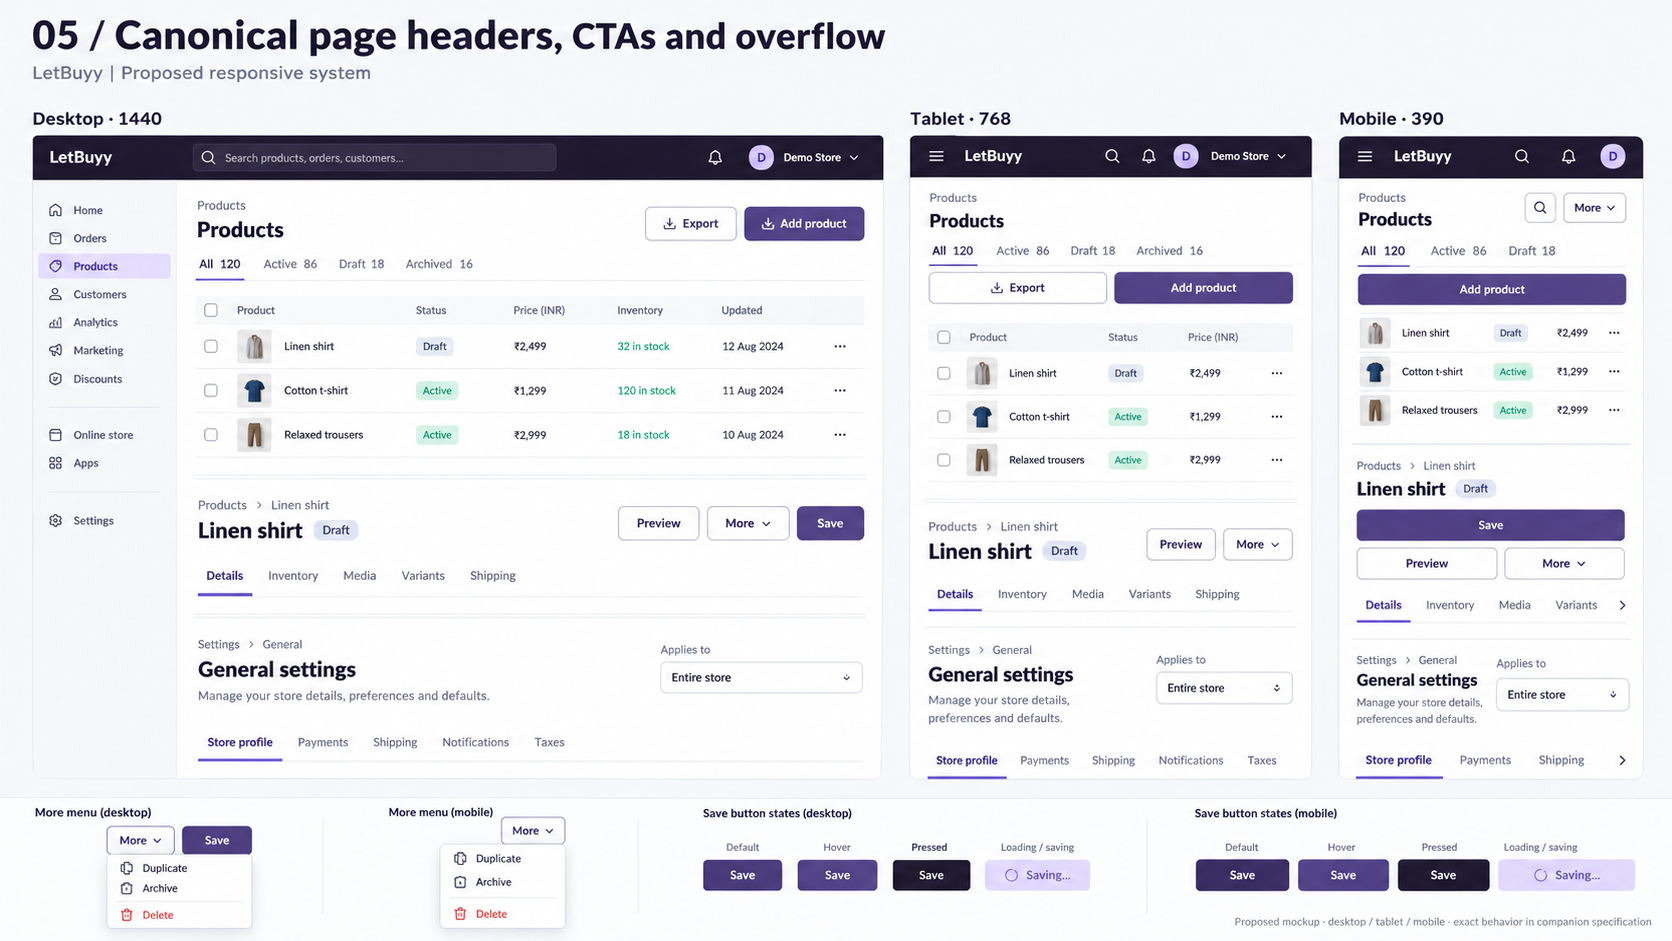 05 / Canonical page headers, CTAs and overflow
LetBuyy | Proposed responsive system
Desktop · 1440
LetBuyy
Search products, orders, customers...
D
Demo Store
Home
Orders
Products
Customers
Analytics
Marketing
Discounts
Online store
Apps
Settings
Products
Products
Export
Add product
All 120
Active 86
Draft 18
Archived 16
Product Status Price (INR) Inventory Updated
Linen shirt Draft ₹2,499 32 in stock 12 Aug 2024 ...
Cotton t-shirt Active ₹1,299 120 in stock 11 Aug 2024 ...
Relaxed trousers Active ₹2,999 18 in stock 10 Aug 2024 ...
Products > Linen shirt
Linen shirt Draft
Preview
More
Save
Details Inventory Media Variants Shipping
Settings > General
General settings
Manage your store details, preferences and defaults.
Applies to
Entire store
Store profile Payments Shipping Notifications Taxes
Tablet · 768
LetBuyy
D
Demo Store
Products
Products
All 120 Active 86 Draft 18 Archived 16
Export
Add product
Product Status Price (INR)
Linen shirt Draft ₹2,499 ...
Cotton t-shirt Active ₹1,299 ...
Relaxed trousers Active ₹2,999 ...
Products > Linen shirt
Linen shirt Draft
Preview
More
Details Inventory Media Variants Shipping
Settings > General
General settings
Manage your store details,
preferences and defaults.
Applies to
Entire store
Store profile Payments Shipping Notifications Taxes
Mobile · 390
LetBuyy
D
Products
Products
More
All 120 Active 86 Draft 18
Add product
Linen shirt Draft ₹2,499 ...
Cotton t-shirt Active ₹1,299 ...
Relaxed trousers Active ₹2,999 ...
Products > Linen shirt
Linen shirt Draft
Save
Preview
More
Details Inventory Media Variants
Settings > General
General settings
Manage your store details,
preferences and defaults.
Applies to
Entire store
Store profile Payments Shipping
More menu (desktop)
More
Save
Duplicate
Archive
Delete
More menu (mobile)
More
Duplicate
Archive
Delete
Save button states (desktop)
Default Hover Pressed Loading / saving
Save Save Save Saving...
Save button states (mobile)
Default Hover Pressed Loading / saving
Save Save Save Saving...
Proposed mockup · desktop / tablet / mobile · exact behavior in companion specification